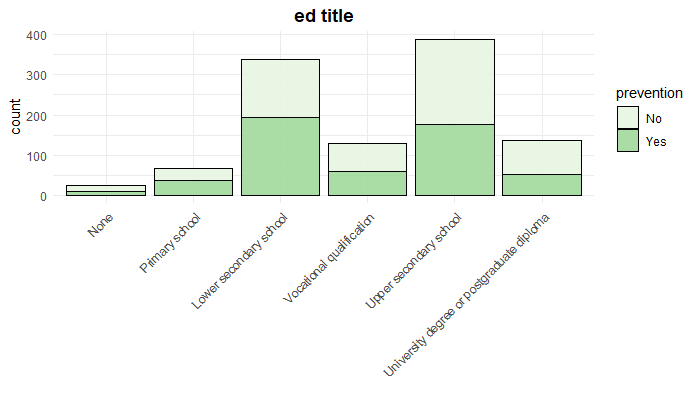 ed title
count
400
300
200
100
0
None
Primary school
Lower secondary school
Vocational qualification
Upper secondary school
University degree or postgraduate diploma
prevention
No
Yes